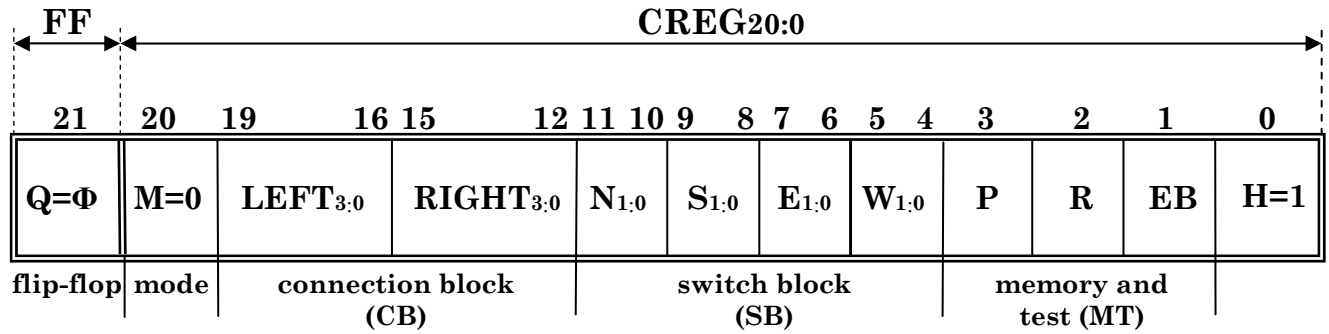 FF CREG20:0
21 20 19 16 15 12 11 10 9 8 7 6 5 4 3 2 1 0
Q=Φ M=0 LEFT3:0 RIGHT3:0 N1:0 S1:0 E1:0 W1:0 P R EB H=1
flip-flop mode connection block switch block memory and
(CB) (SB) test (MT)